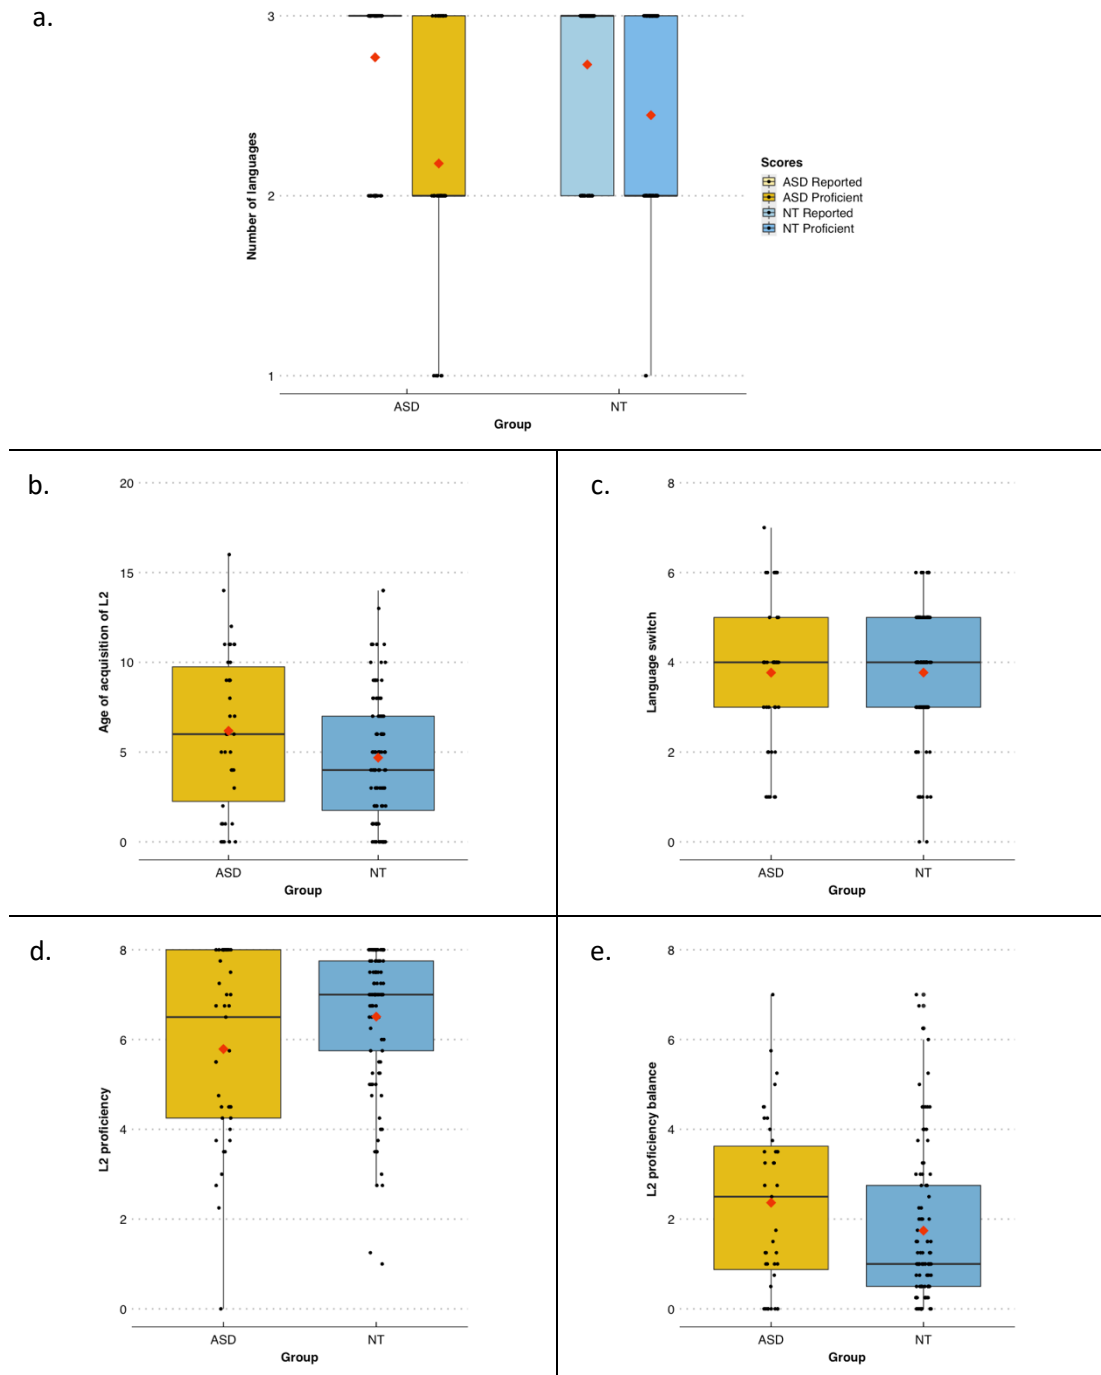 a.
3
2
1
Number of languages
ASD
NT
Group
Scores
ASD Reported
ASD Proficient
NT Reported
NT Proficient
b.
20
15
10
5
0
Age of acquisition of L2
ASD
NT
Group
c.
8
6
4
2
0
Language switch
ASD
NT
Group
d.
8
6
4
2
0
L2 proficiency
ASD
NT
Group
e.
8
6
4
2
0
L2 proficiency balance
ASD
NT
Group